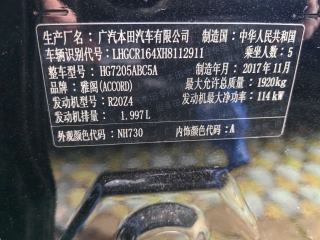 广汽本田汽车有限公司 制造国：中华人民共和国
车辆识别代号：LHGCR164XH8112911 乘坐人数：5
整车型号：HG7205ABC5A 制造年月：2017年11月
品牌：雅阁(ACCORD) 最大允许总质量：1920kg
发动机型号：R20Z4 发动机最大净功率：114kW
发动机排量：1.997L
外观颜色代码：NH730 内饰颜色代码：A